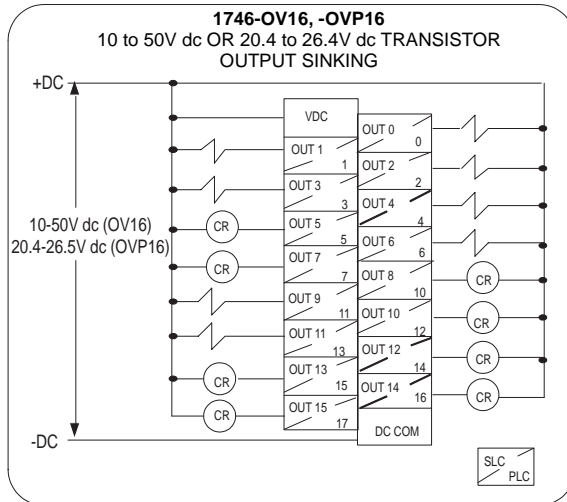 1746-OV16, -OVP16
10 to 50V dc OR 20.4 to 26.4V dc TRANSISTOR
OUTPUT SINKING
+DC
VDC
OUT 0
0
OUT 1
1
OUT 2
2
OUT 3
3
OUT 4
4
10-50V dc (OV16)
20.4-26.5V dc (OVP16)
CR
OUT 5
5
OUT 6
6
CR
OUT 7
7
OUT 8
10
CR
OUT 9
11
OUT 10
12
CR
OUT 11
13
OUT 12
14
CR
CR
OUT 13
15
OUT 14
16
CR
CR
OUT 15
17
DC COM
-DC
SLC
PLC